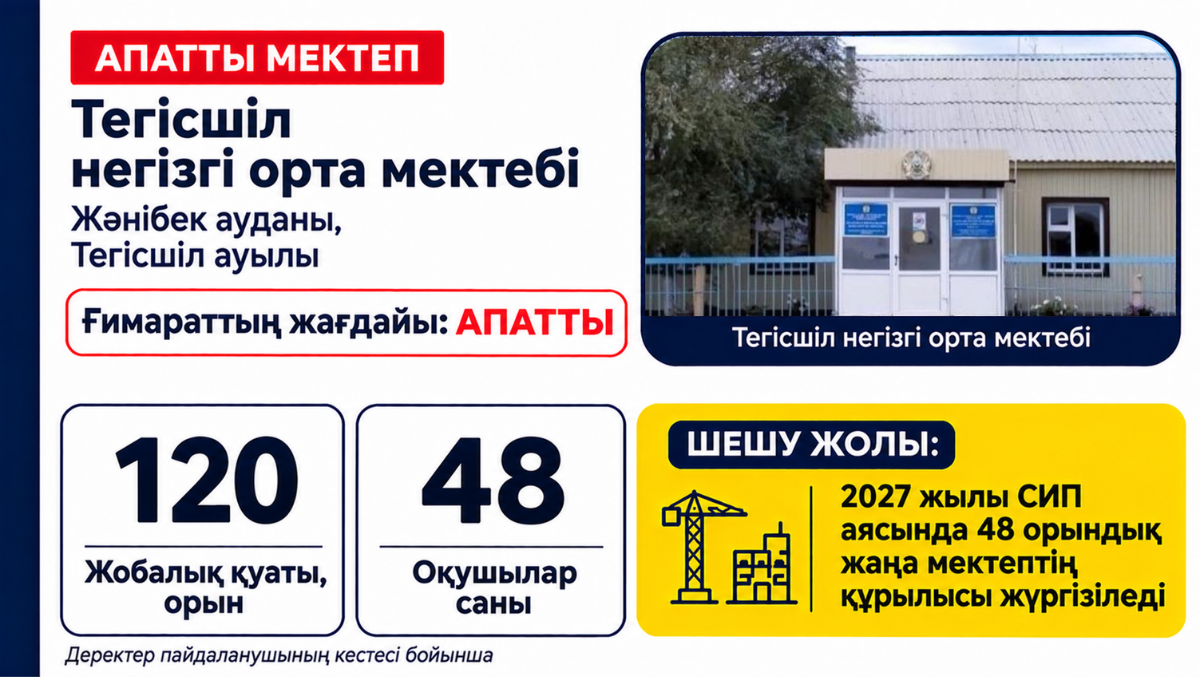 АПАТТЫ МЕКТЕП
Тегісшіл
негізгі орта мектебі
Жәнібек ауданы,
Тегісшіл ауылы
Ғимараттың жағдайы: АПАТТЫ
Тегісшіл негізгі орта мектебі
120
Жобалық қуаты,
орын
48
Оқушылар
саны
ШЕШУ ЖОЛЫ:
2027 жылы СИП
аясында 48 орындық
жаңа мектептің
құрылысы жүргізіледі
Деректер пайдаланушының кестесі бойынша